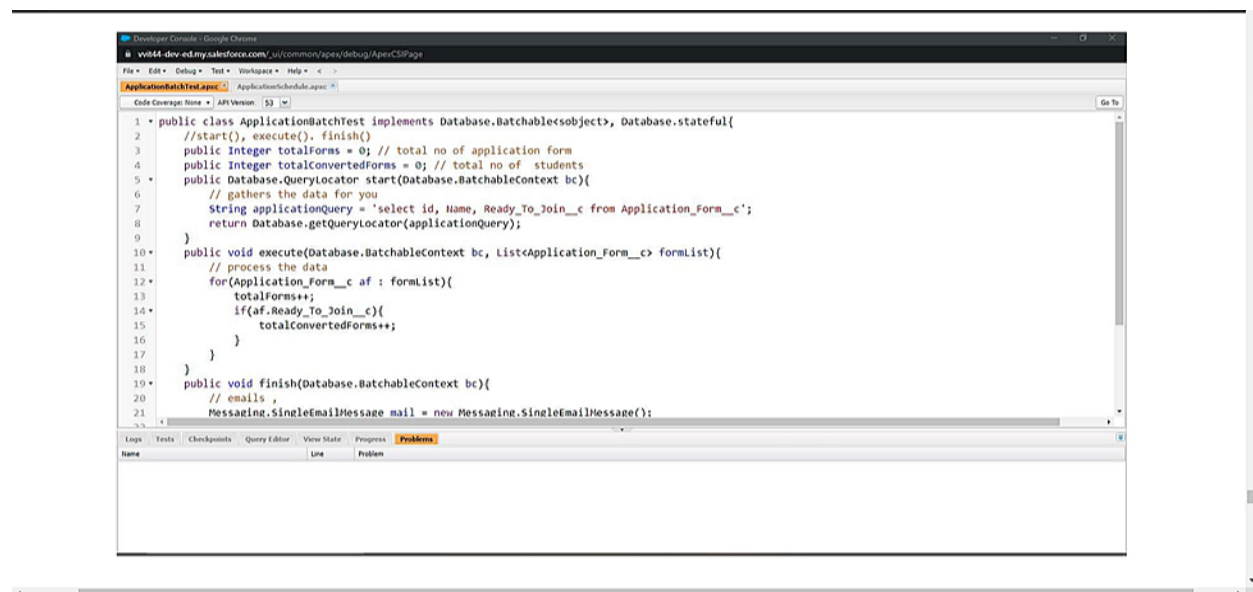 Developer Console - Google Chrome
vvit44-dev-ed.my.salesforce.com/_ui/common/apex/debug/ApexCSIPage
File Edit Debug Test Workspace Help < >
ApplicationBatchTest.apxc ApplicationSchedule.apxc
Code Coverage: None API Version: 53 Go To
1 public class ApplicationBatchTest implements Database.Batchable<sobject>, Database.stateful{
2 //start(), execute(). finish()
3 public Integer totalForms = 0; // total no of application form
4 public Integer totalConvertedForms = 0; // total no of students
5 public Database.QueryLocator start(Database.BatchableContext bc){
6 // gathers the data for you
7 String applicationQuery = 'select id, Name, Ready_To_Join__c from Application_Form__c';
8 return Database.getQueryLocator(applicationQuery);
9 }
10 public void execute(Database.BatchableContext bc, List<Application_Form__c> formList){
11 // process the data
12 for(Application_Form__c af : formList){
13 totalForms++;
14 if(af.Ready_To_Join__c){
15 totalConvertedForms++;
16 }
17 }
18 }
19 public void finish(Database.BatchableContext bc){
20 // emails ,
21 Messaging.SingleEmailMessage mail = new Messaging.SingleEmailMessage();
Logs Tests Checkpoints Query Editor View State Progress Problems
Name Line Problem